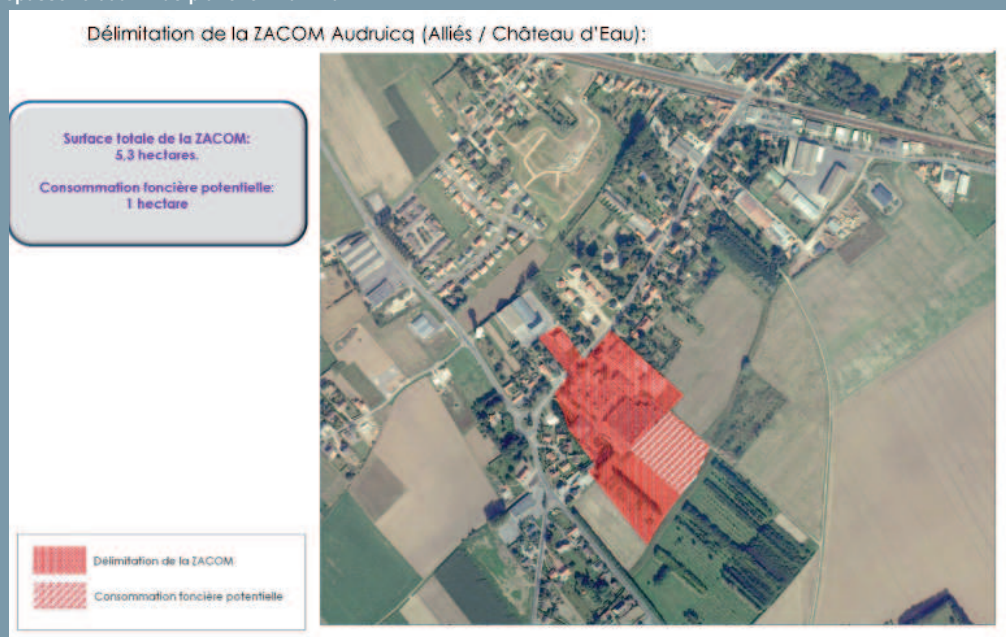 Délimitation de la ZACOM Audruicq (Alliés / Château d'Eau):
Surface totale de la ZACOM:
5,3 hectares.
Consommation foncière potentielle:
1 hectare
Délimitation de la ZACOM
Consommation foncière potentielle